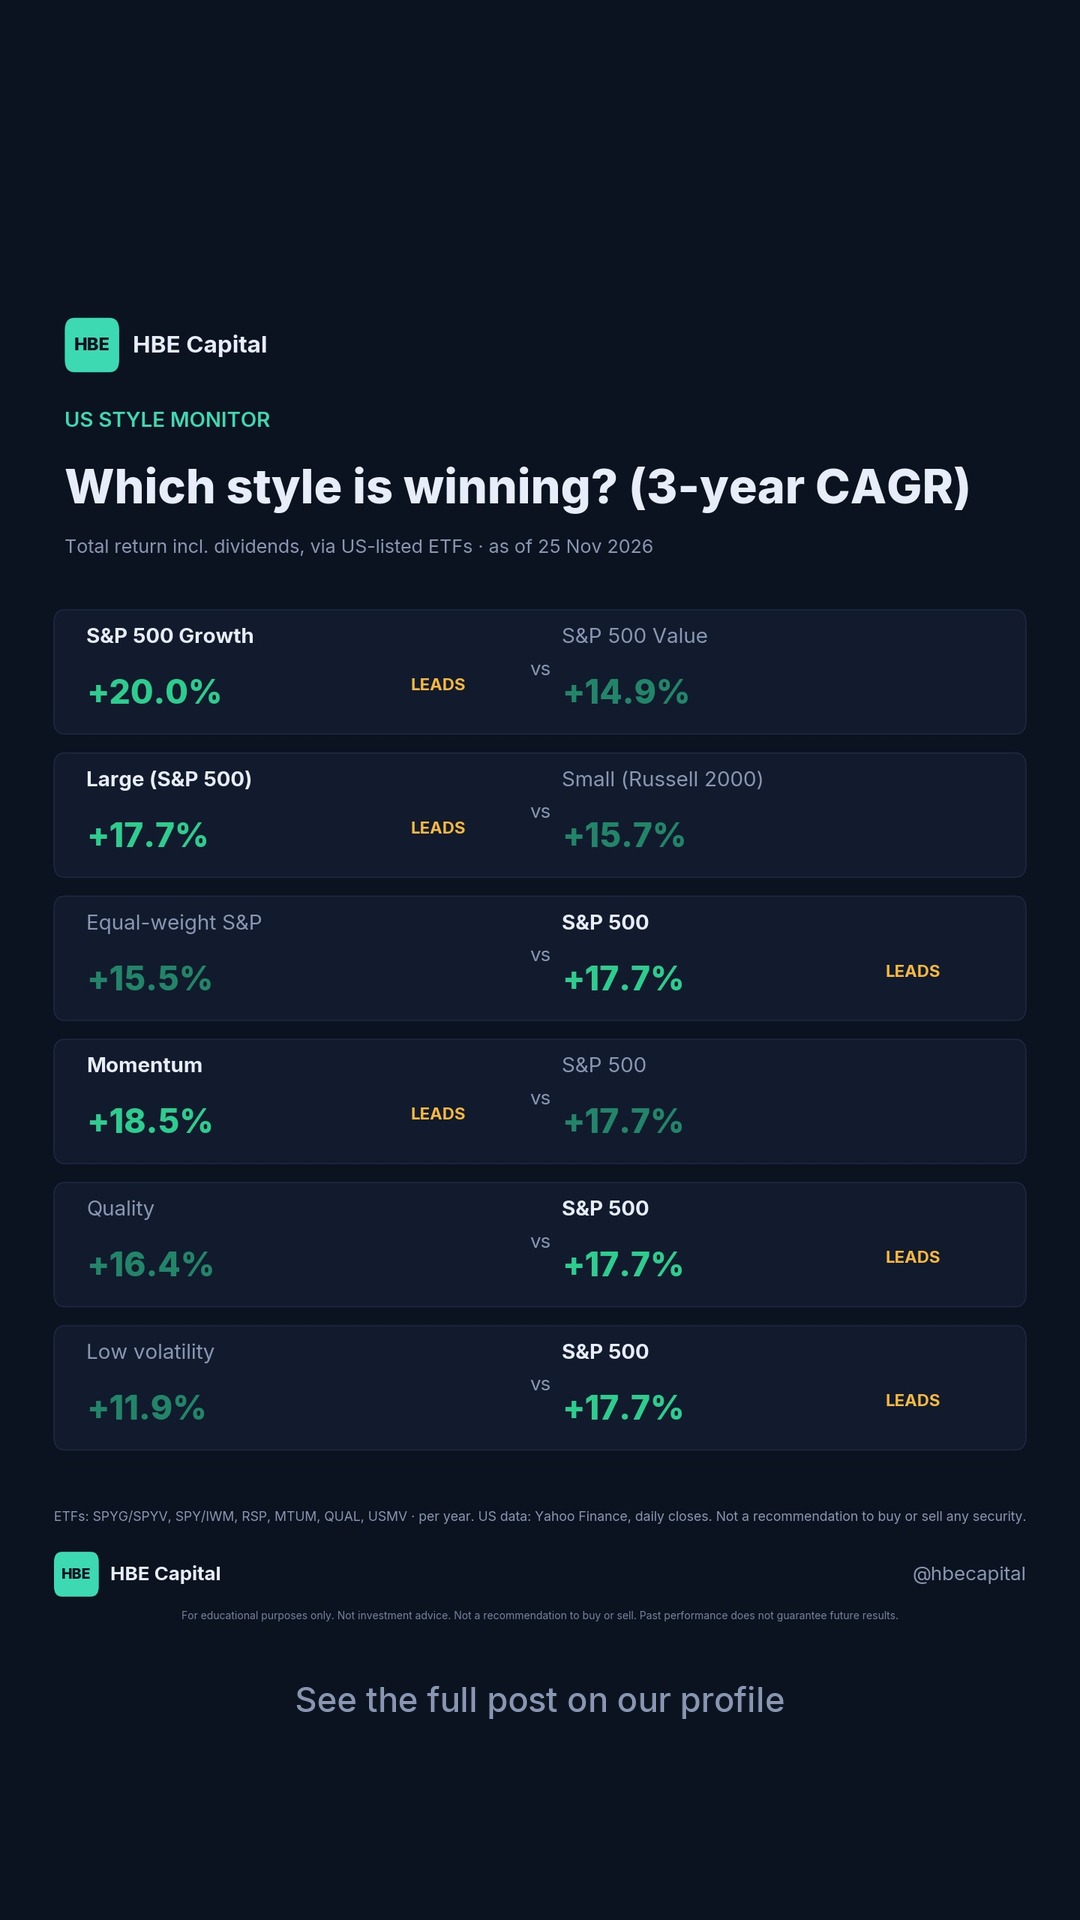 HBE HBE Capital
US STYLE MONITOR
Which style is winning? (3-year CAGR)
Total return incl. dividends, via US-listed ETFs · as of 25 Nov 2026
S&P 500 Growth
+20.0%
LEADS
vs
S&P 500 Value
+14.9%
Large (S&P 500)
+17.7%
LEADS
vs
Small (Russell 2000)
+15.7%
Equal-weight S&P
+15.5%
vs
S&P 500
+17.7%
LEADS
Momentum
+18.5%
LEADS
vs
S&P 500
+17.7%
Quality
+16.4%
vs
S&P 500
+17.7%
LEADS
Low volatility
+11.9%
vs
S&P 500
+17.7%
LEADS
ETFs: SPYG/SPYV, SPY/IWM, RSP, MTUM, QUAL, USMV · per year. US data: Yahoo Finance, daily closes. Not a recommendation to buy or sell any security.
HBE HBE Capital
@hbecapital
For educational purposes only. Not investment advice. Not a recommendation to buy or sell. Past performance does not guarantee future results.
See the full post on our profile